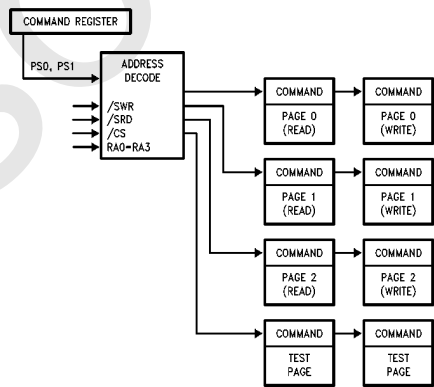 COMMAND REGISTER
PS0, PS1
ADDRESS
DECODE
/SWR
/SRD
/CS
RA0-RA3
COMMAND
PAGE 0
(READ)
COMMAND
PAGE 0
(WRITE)
COMMAND
PAGE 1
(READ)
COMMAND
PAGE 1
(WRITE)
COMMAND
PAGE 2
(READ)
COMMAND
PAGE 2
(WRITE)
COMMAND
TEST
PAGE
COMMAND
TEST
PAGE